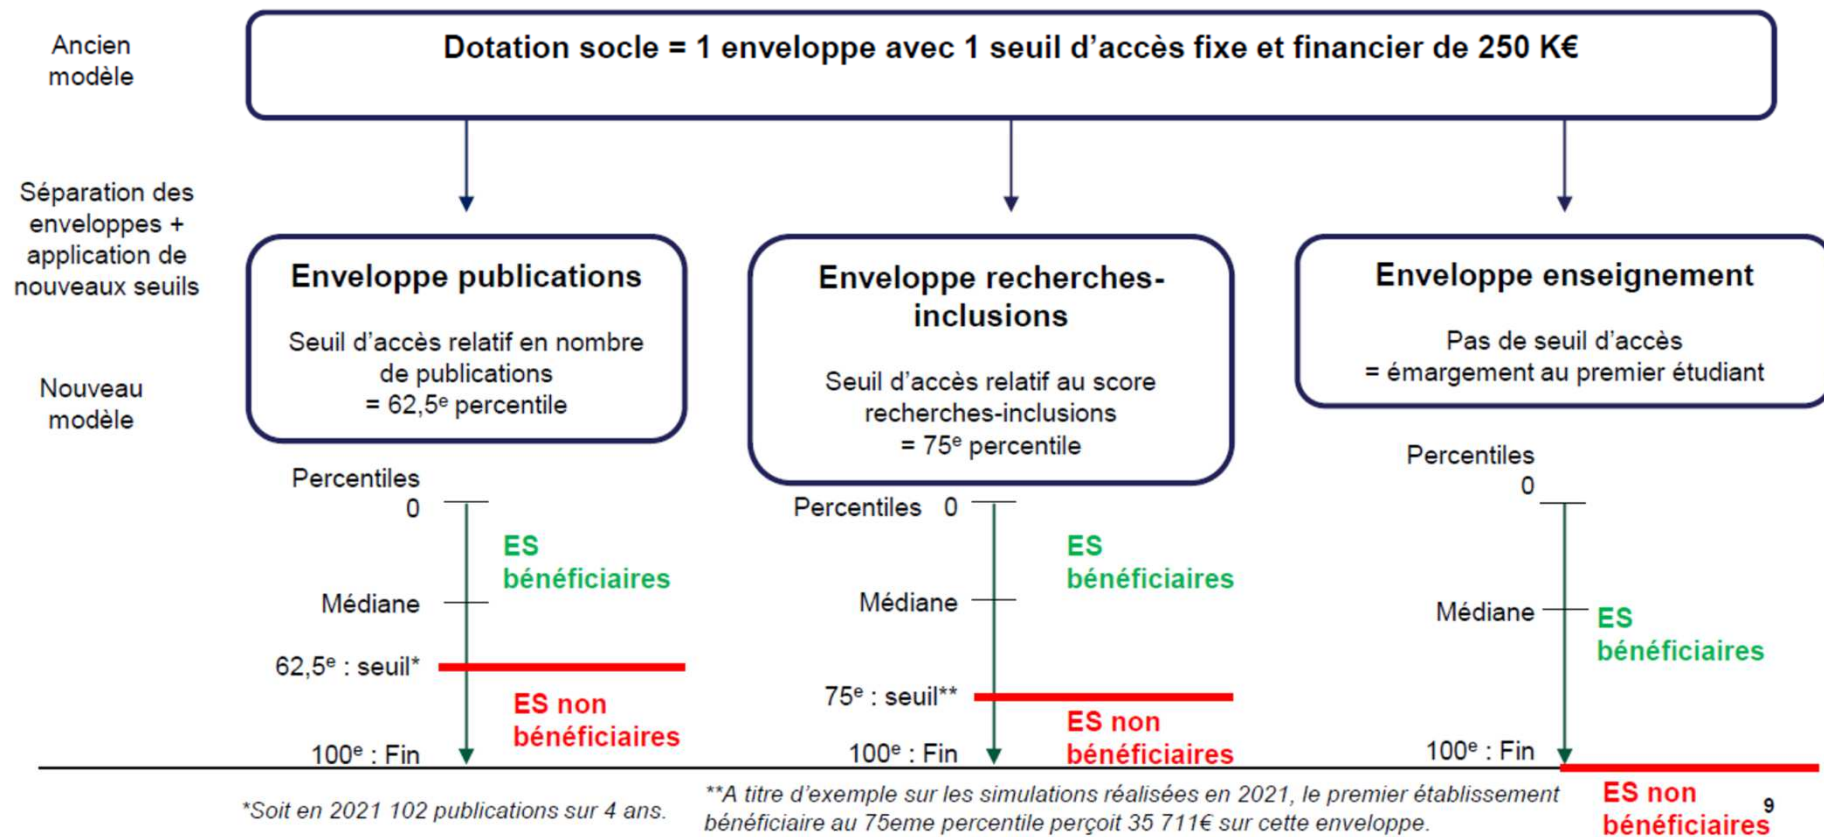 Ancien
modèle
Dotation socle = 1 enveloppe avec 1 seuil d'accès fixe et financier de 250 K€
Séparation des
enveloppes +
application de
nouveaux seuils
Nouveau
modèle
Enveloppe publications
Seuil d'accès relatif en nombre
de publications
= 62,5e percentile
Enveloppe recherches-
inclusions
Seuil d'accès relatif au score
recherches-inclusions
= 75e percentile
Enveloppe enseignement
Pas de seuil d'accès
= émargement au premier étudiant
Percentiles
0
ES
bénéficiaires
Médiane
62,5e : seuil*
ES non
bénéficiaires
100e : Fin
Percentiles 0
ES
bénéficiaires
Médiane
75e : seuil**
ES non
bénéficiaires
100e : Fin
Percentiles
0
Médiane
ES
bénéficiaires
100e : Fin
ES non
bénéficiaires
*Soit en 2021 102 publications sur 4 ans.
**A titre d'exemple sur les simulations réalisées en 2021, le premier établissement
bénéficiaire au 75eme percentile perçoit 35 711€ sur cette enveloppe.
9